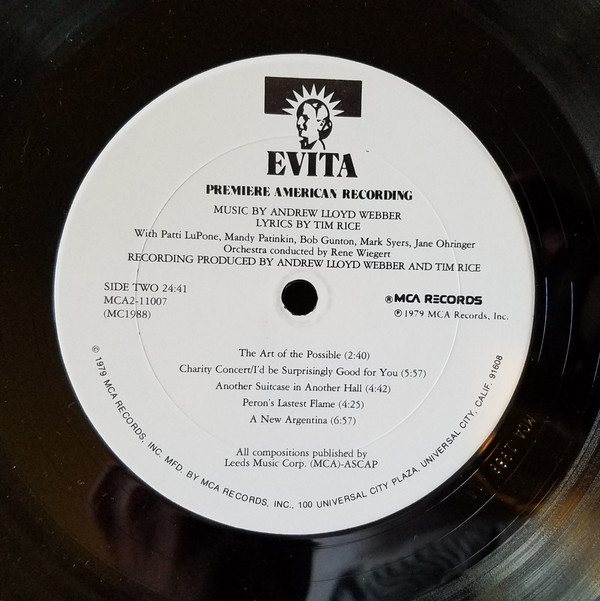 EVITA
PREMIERE AMERICAN RECORDING
MUSIC BY ANDREW LLOYD WEBBER
LYRICS BY TIM RICE
With Patti LuPone, Mandy Patinkin, Bob Gunton, Mark Syers, Jane Ohringer
Orchestra conducted by Rene Wiegert
RECORDING PRODUCED BY ANDREW LLOYD WEBBER AND TIM RICE
SIDE TWO 24:41
MCA2-11007
(MC1988)
®MCA RECORDS
℗ 1979 MCA Records, Inc.
The Art of the Possible (2:40)
Charity Concert/I'd be Surprisingly Good for You (5:57)
Another Suitcase in Another Hall (4:42)
Peron's Lastest Flame (4:25)
A New Argentina (6:57)
All compositions published by
Leeds Music Corp. (MCA)-ASCAP
© 1979 MCA RECORDS, INC. MFD. BY MCA RECORDS, INC., 100 UNIVERSAL CITY PLAZA, UNIVERSAL CITY, CALIF. 91608